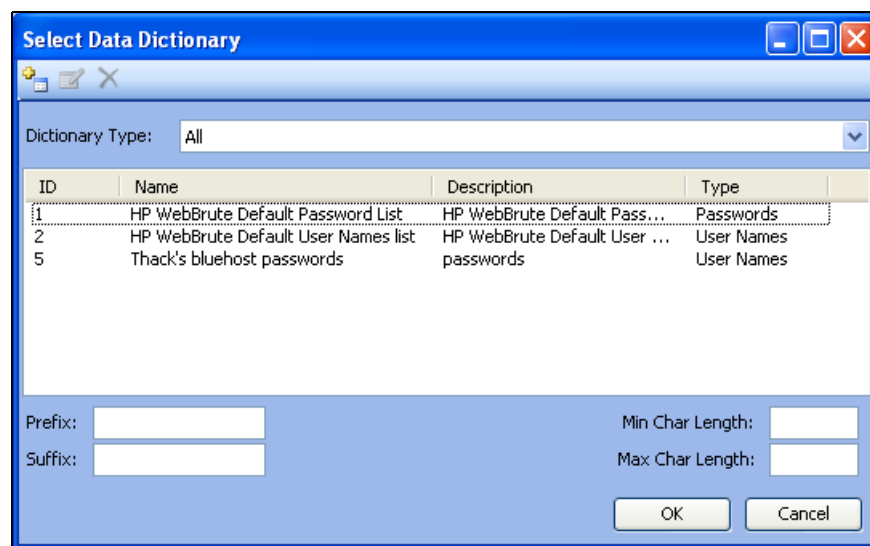 Select Data Dictionary
Dictionary Type: All
ID Name Description Type
1 HP WebBrute Default Password List HP WebBrute Default Pass... Passwords
2 HP WebBrute Default User Names list HP WebBrute Default User ... User Names
5 Thack's bluehost passwords passwords User Names
Prefix: Min Char Length:
Suffix: Max Char Length:
OK Cancel